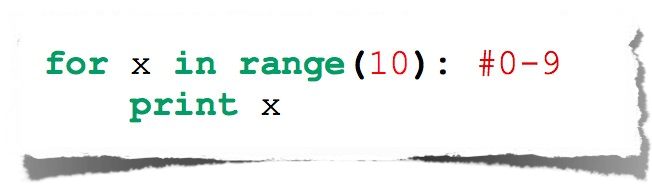 for x in range(10): #0-9
    print x